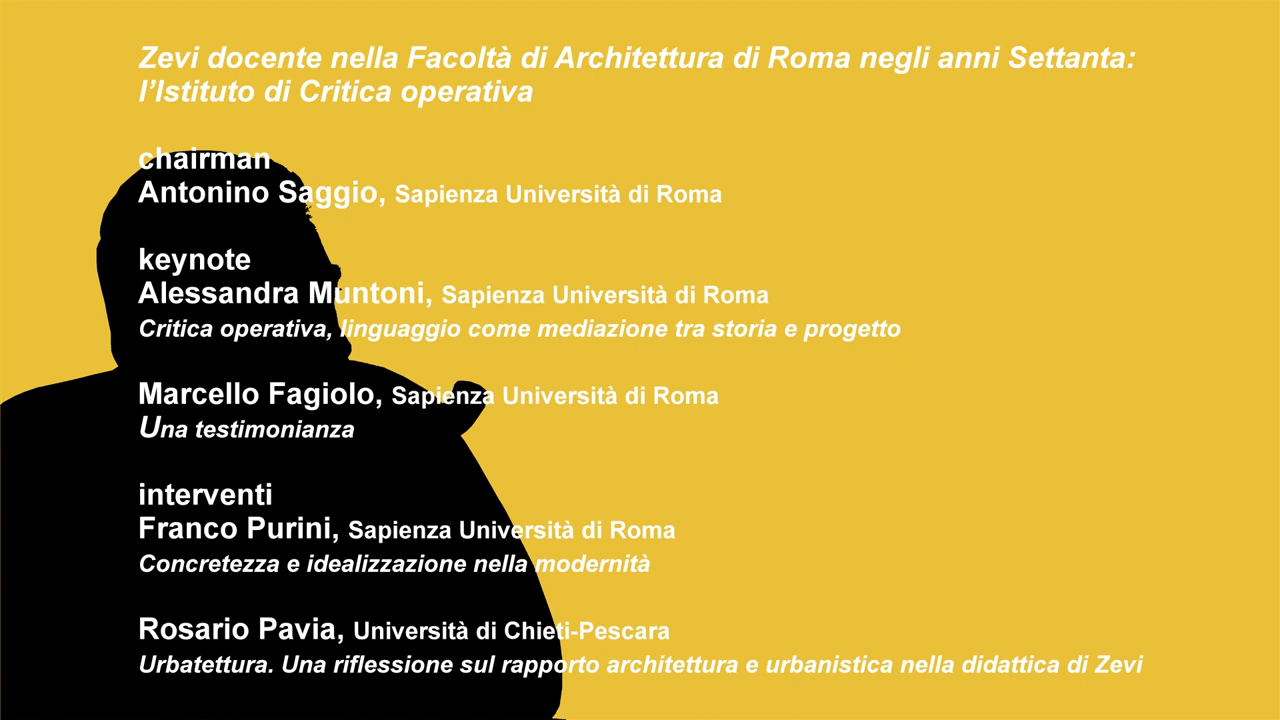 Zevi docente nella Facoltà di Architettura di Roma negli anni Settanta:
l’Istituto di Critica operativa
chairman
Antonino Saggio, Sapienza Università di Roma
keynote
Alessandra Muntoni, Sapienza Università di Roma
Critica operativa, linguaggio come mediazione tra storia e progetto
Marcello Fagiolo, Sapienza Università di Roma
Una testimonianza
interventi
Franco Purini, Sapienza Università di Roma
Concretezza e idealizzazione nella modernità
Rosario Pavia, Università di Chieti-Pescara
Urbatettura. Una riflessione sul rapporto architettura e urbanistica nella didattica di Zevi